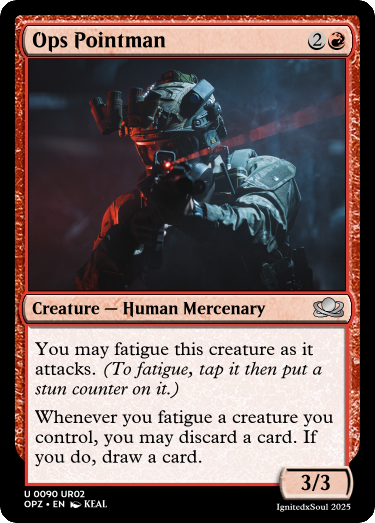 Ops Pointman 2
Creature — Human Mercenary
You may fatigue this creature as it
attacks. (To fatigue, tap it then put a
stun counter on it.)
Whenever you fatigue a creature you
control, you may discard a card. If
you do, draw a card.
3/3
U 0090 UR02
OPZ • EN KEAL
IgnitedxSoul 2025